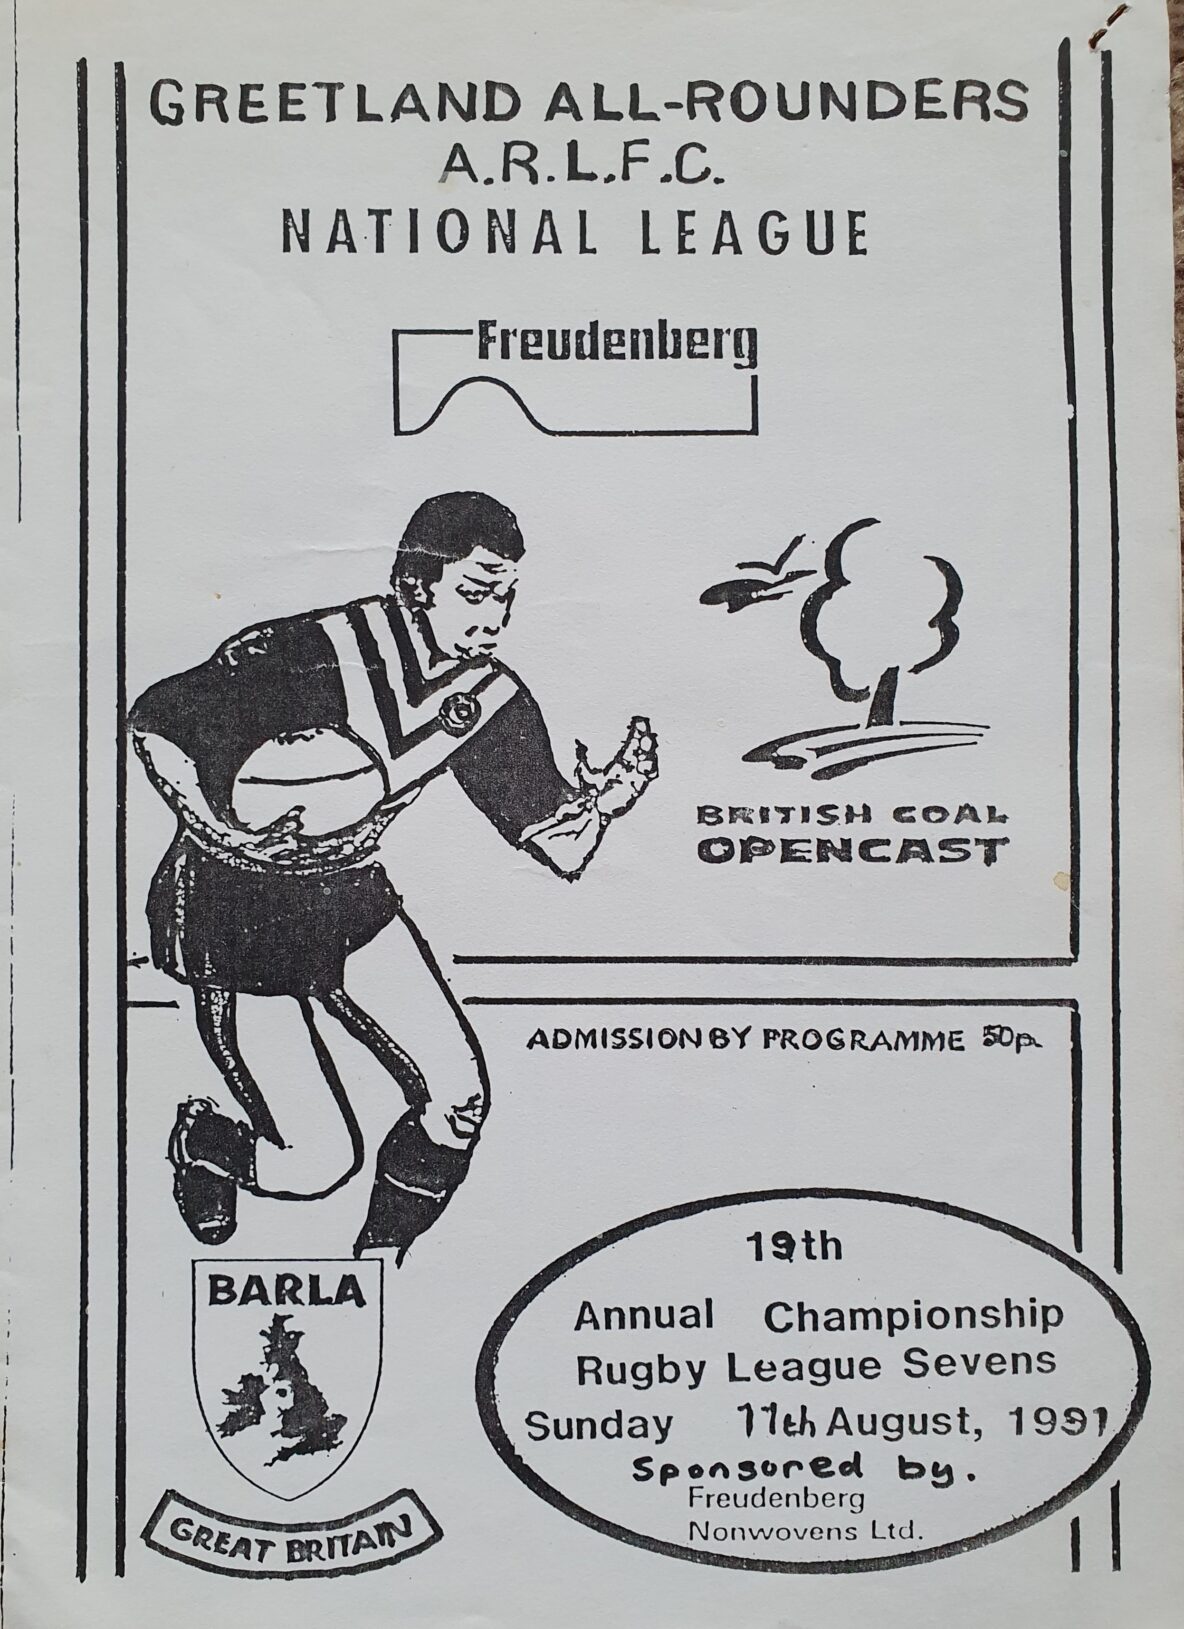 GREETLAND ALL-ROUNDERS
A.R.L.F.C.
NATIONAL LEAGUE
Freudenberg
BRITISH COAL
OPENCAST
ADMISSION BY PROGRAMME 50p.
BARLA
GREAT BRITAIN
19th
Annual Championship
Rugby League Sevens
Sunday 11th August, 1991
Sponsored by.
Freudenberg
Nonwovens Ltd.